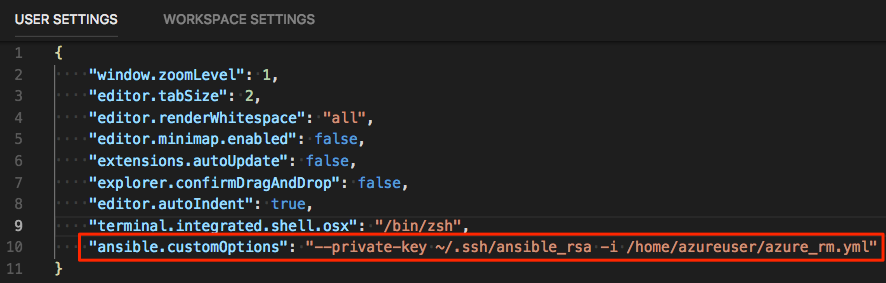 USER SETTINGS WORKSPACE SETTINGS
1 {
2 ····"window.zoomLevel":·1,
3 ····"editor.tabSize":·2,
4 ····"editor.renderWhitespace":·"all",
5 ····"editor.minimap.enabled":·false,
6 ····"extensions.autoUpdate":·false,
7 ····"explorer.confirmDragAndDrop":·false,
8 ····"editor.autoIndent":·true,
9 ····"terminal.integrated.shell.osx":·"/bin/zsh",
10 ····"ansible.customOptions":·"--private-key·~/.ssh/ansible_rsa·-i·/home/azureuser/azure_rm.yml"
11 }